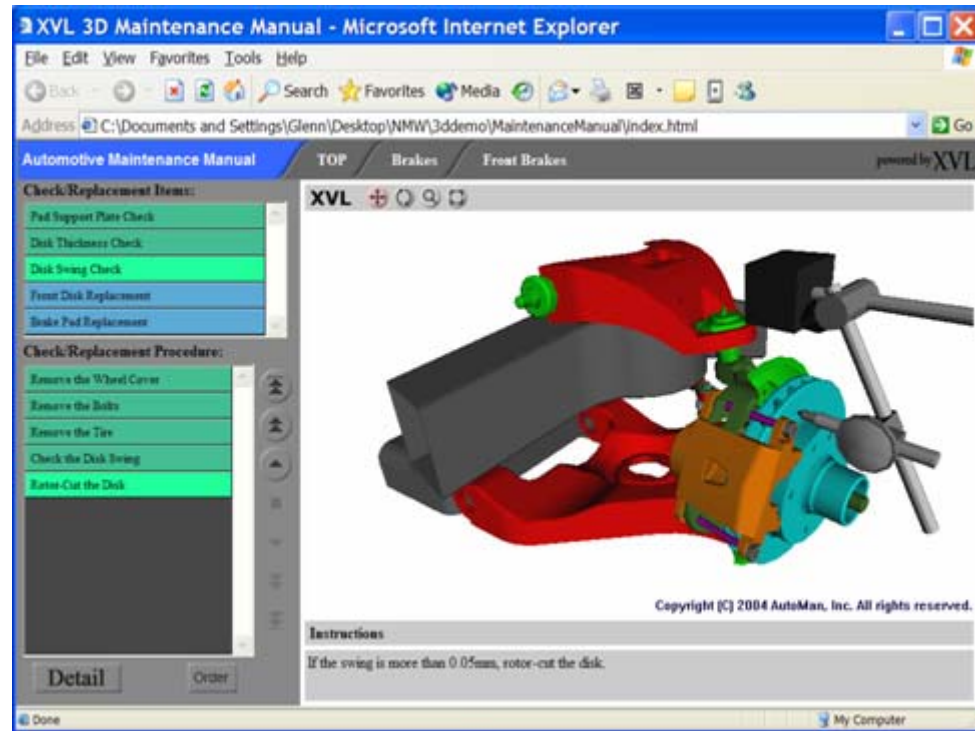 XVL 3D Maintenance Manual - Microsoft Internet Explorer
File Edit View Favorites Tools Help
Back Search Favorites Media
Address C:\Documents and Settings\Glenn\Desktop\NMW\3ddemo\MaintenanceManual\index.html Go
Automotive Maintenance Manual TOP Brakes Front Brakes powered by XVL
Check/Replacement Items:
Pad Support Plate Check
Disk Thickness Check
Disk Swing Check
Front Disk Replacement
Brake Pad Replacement
Check/Replacement Procedure:
Remove the Wheel Cover
Remove the Bolts
Remove the Tire
Check the Disk Swing
Rotor-Cut the Disk
Detail Order
XVL
Copyright (C) 2004 AutoMan, Inc. All rights reserved.
Instructions
If the swing is more than 0.05mm, rotor-cut the disk.
Done My Computer